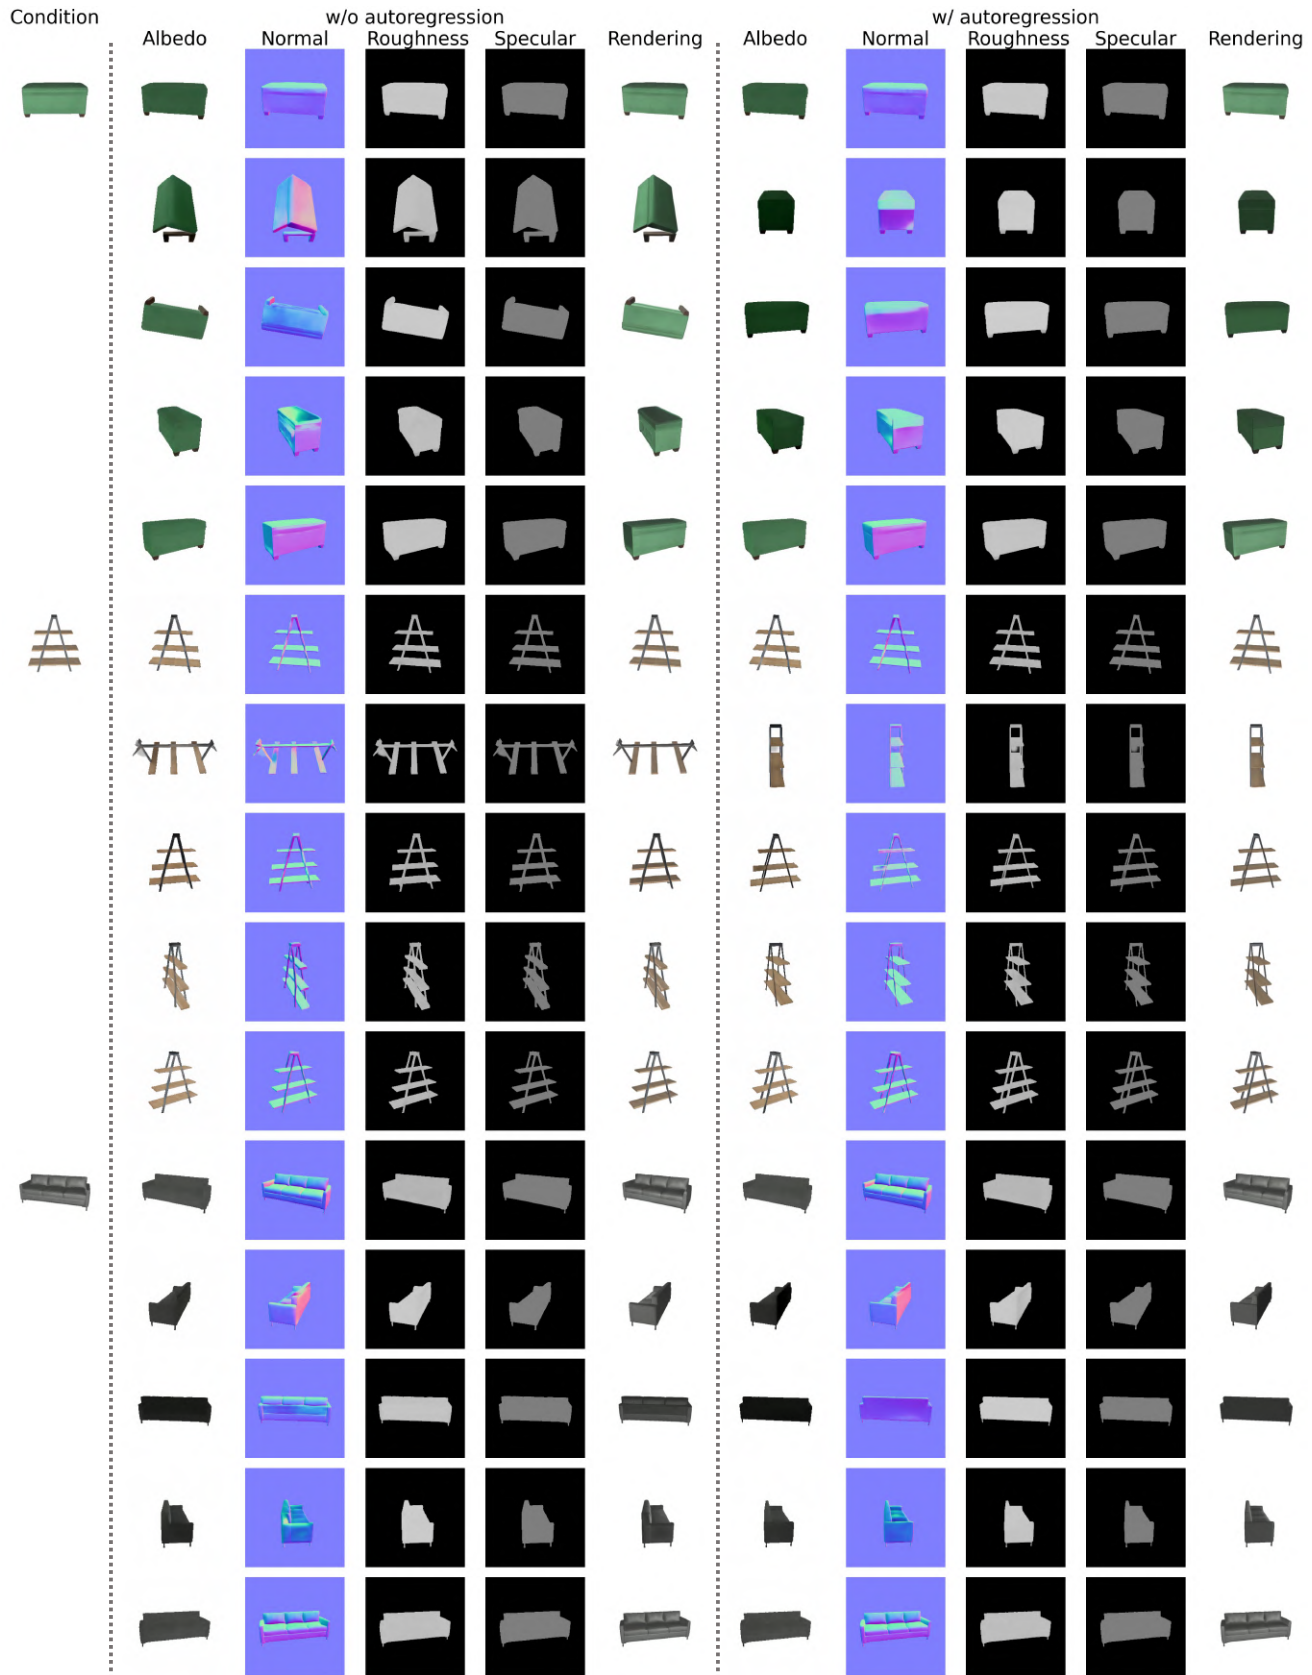 Condition
w/o autoregression
w/ autoregression
Albedo Normal Roughness Specular Rendering Albedo Normal Roughness Specular Rendering